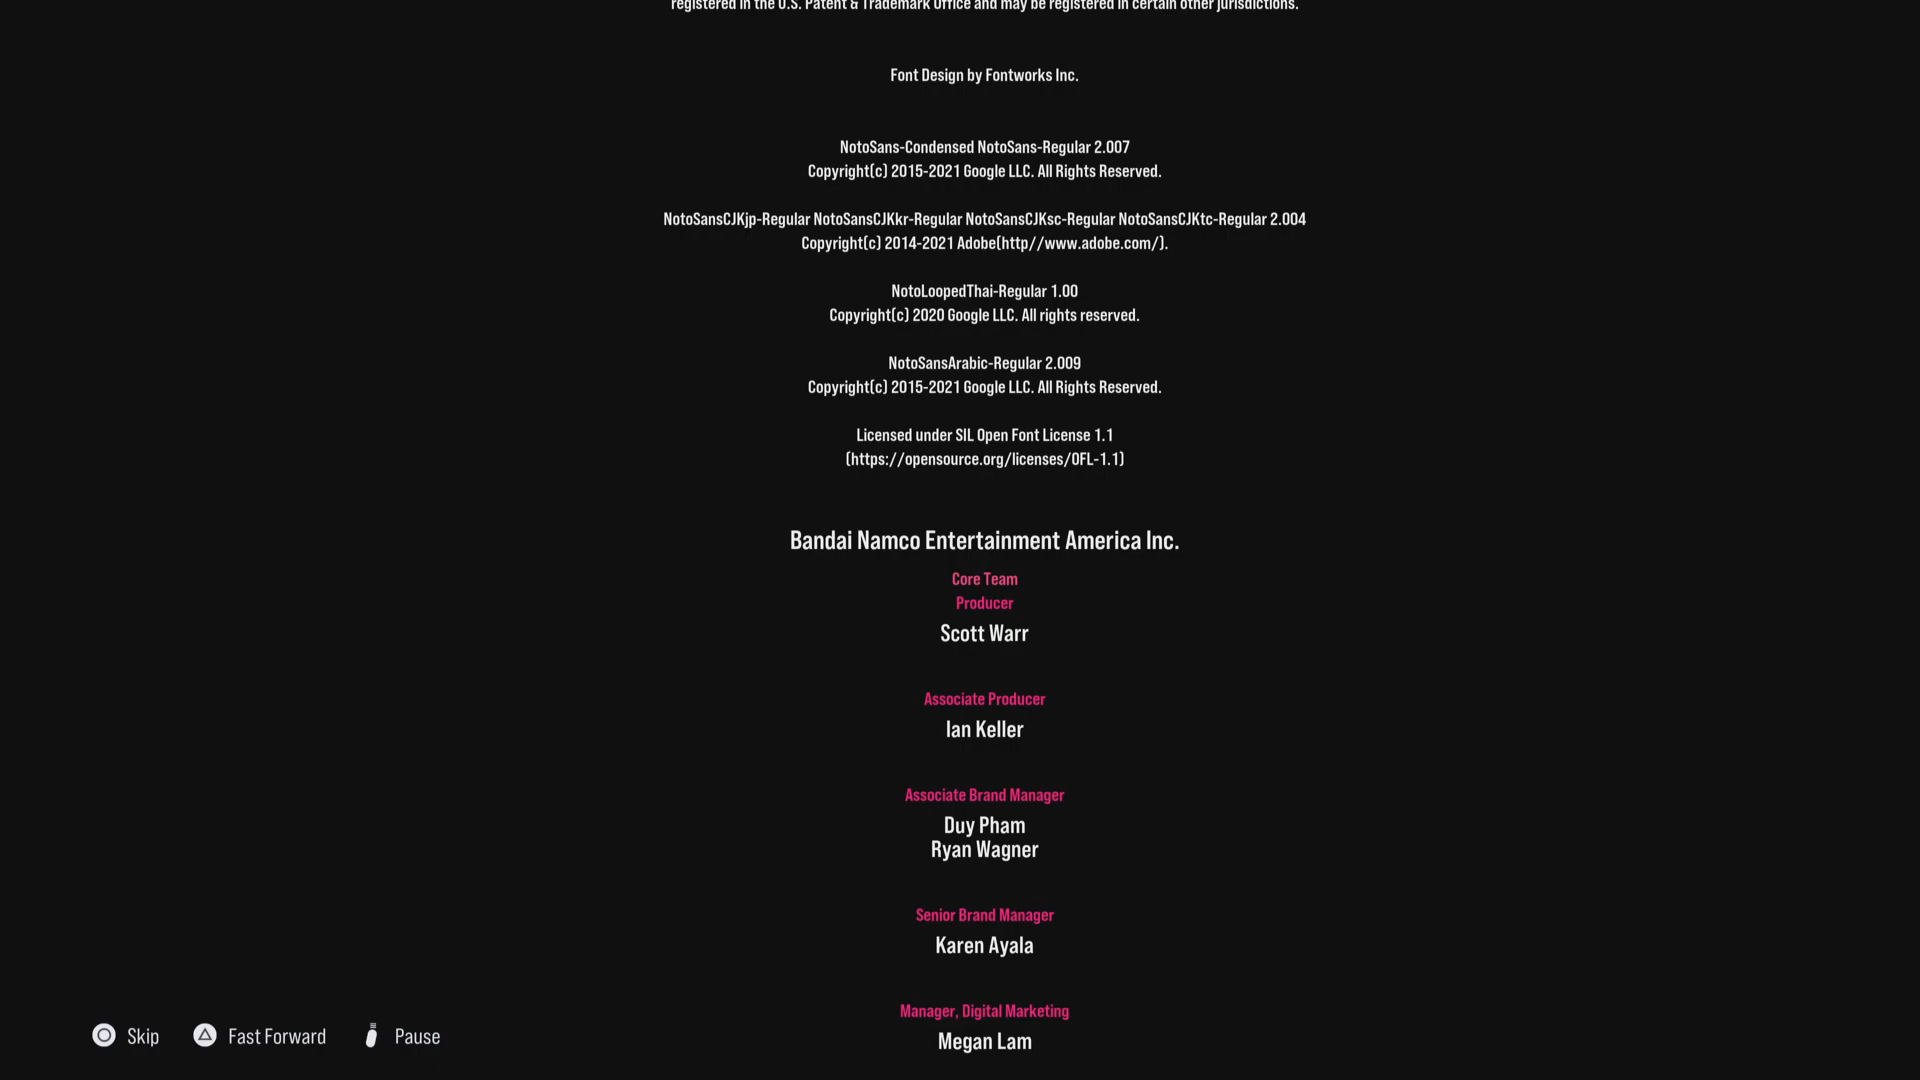 registered in the U.S. Patent & Trademark Office and may be registered in certain other jurisdictions.
Font Design by Fontworks Inc.
NotoSans-Condensed NotoSans-Regular 2.007
Copyright(c) 2015-2021 Google LLC. All Rights Reserved.
NotoSansCJKjp-Regular NotoSansCJKkr-Regular NotoSansCJKsc-Regular NotoSansCJKtc-Regular 2.004
Copyright(c) 2014-2021 Adobe(http//www.adobe.com/).
NotoLoopedThai-Regular 1.00
Copyright(c) 2020 Google LLC. All rights reserved.
NotoSansArabic-Regular 2.009
Copyright(c) 2015-2021 Google LLC. All Rights Reserved.
Licensed under SIL Open Font License 1.1
(https://opensource.org/licenses/OFL-1.1)
Bandai Namco Entertainment America Inc.
Core Team
Producer
Scott Warr
Associate Producer
Ian Keller
Associate Brand Manager
Duy Pham
Ryan Wagner
Senior Brand Manager
Karen Ayala
Manager, Digital Marketing
Megan Lam
Skip
Fast Forward
Pause